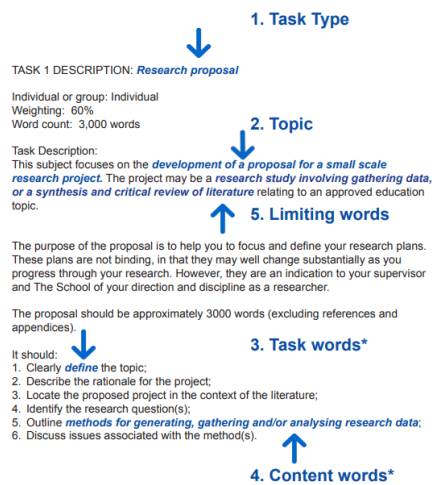 1. Task Type
TASK 1 DESCRIPTION: Research proposal
Individual or group: Individual
Weighting: 60%
Word count: 3,000 words
2. Topic
Task Description:
This subject focuses on the development of a proposal for a small scale
research project. The project may be a research study involving gathering data,
or a synthesis and critical review of literature relating to an approved education
topic.
5. Limiting words
The purpose of the proposal is to help you to focus and define your research plans.
These plans are not binding, in that they may well change substantially as you
progress through your research. However, they are an indication to your supervisor
and The School of your direction and discipline as a researcher.
The proposal should be approximately 3000 words (excluding references and
appendices).
3. Task words*
It should:
1. Clearly define the topic;
2. Describe the rationale for the project;
3. Locate the proposed project in the context of the literature;
4. Identify the research question(s);
5. Outline methods for generating, gathering and/or analysing research data;
6. Discuss issues associated with the method(s).
4. Content words*